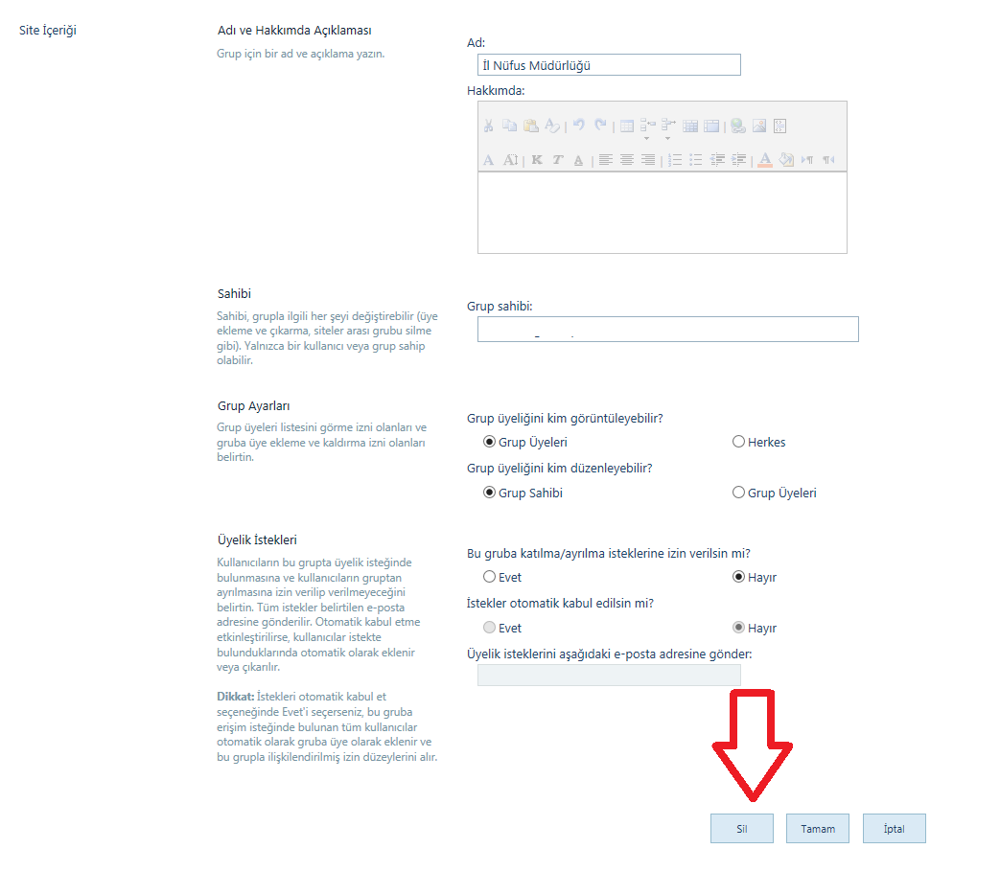 Site İçeriği
Adı ve Hakkımda Açıklaması
Grup için bir ad ve açıklama yazın.
Ad:
İl Nüfus Müdürlüğü
Hakkımda:
Sahibi
Sahibi, grupla ilgili her şeyi değiştirebilir (üye
ekleme ve çıkarma, siteler arası grubu silme
gibi). Yalnızca bir kullanıcı veya grup sahip
olabilir.
Grup sahibi:
Grup Ayarları
Grup üyeleri listesini görme izni olanları ve
gruba üye ekleme ve kaldırma izni olanları
belirtin.
Grup üyeliğini kim görüntüleyebilir?
Grup Üyeleri
Herkes
Grup üyeliğini kim düzenleyebilir?
Grup Sahibi
Grup Üyeleri
Üyelik İstekleri
Kullanıcıların bu grupta üyelik isteğinde
bulunmasına ve kullanıcıların gruptan
ayrılmasına izin verilip verilmeyeceğini
belirtin. Tüm istekler belirtilen e-posta
adresine gönderilir. Otomatik kabul etme
etkinleştirilirse, kullanıcılar istekte
bulunduklarında otomatik olarak eklenir
veya çıkarılır.
Dikkat: İstekleri otomatik kabul et
seçeneğinde Evet'i seçerseniz, bu gruba
erişim isteğinde bulunan tüm kullanıcılar
otomatik olarak gruba üye olarak eklenir ve
bu grupla ilişkilendirilmiş izin düzeylerini alır.
Bu gruba katılma/ayrılma isteklerine izin verilsin mi?
Evet
Hayır
İstekler otomatik kabul edilsin mi?
Evet
Hayır
Üyelik isteklerini aşağıdaki e-posta adresine gönder:
Sil
Tamam
İptal